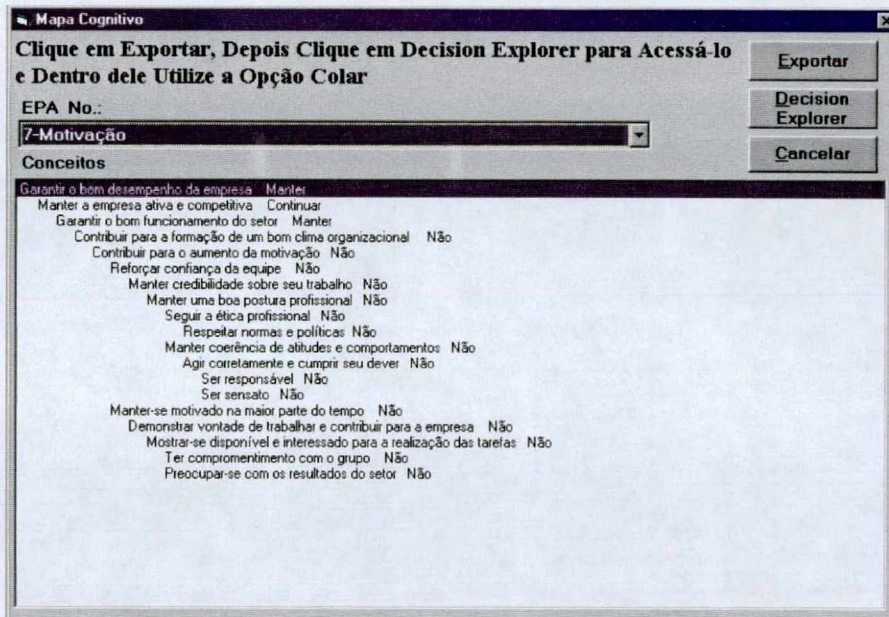 Mapa Cognitivo
Clique em Exportar, Depois Clique em Decision Explorer para Acessá-lo
e Dentro dele Utilize a Opção Colar
Exportar
Decision
Explorer
Cancelar
EPA No.:
7-Motivação
Conceitos
Garantir o bom desempenho da empresa Manter
Manter a empresa ativa e competitiva Continuar
Garantir o bom funcionamento do setor Manter
Contribuir para a formação de um bom clima organizacional Não
Contribuir para o aumento da motivação Não
Reforçar confiança da equipe Não
Manter credibilidade sobre seu trabalho Não
Manter uma boa postura profissional Não
Seguir a ética profissional Não
Respeitar normas e políticas Não
Manter coerência de atitudes e comportamentos Não
Agir corretamente e cumprir seu dever Não
Ser responsável Não
Ser sensato Não
Manter-se motivado na maior parte do tempo Não
Demonstrar vontade de trabalhar e contribuir para a empresa Não
Mostrar-se disponível e interessado para a realização das tarefas Não
Ter comprometimento com o grupo Não
Preocupar-se com os resultados do setor Não